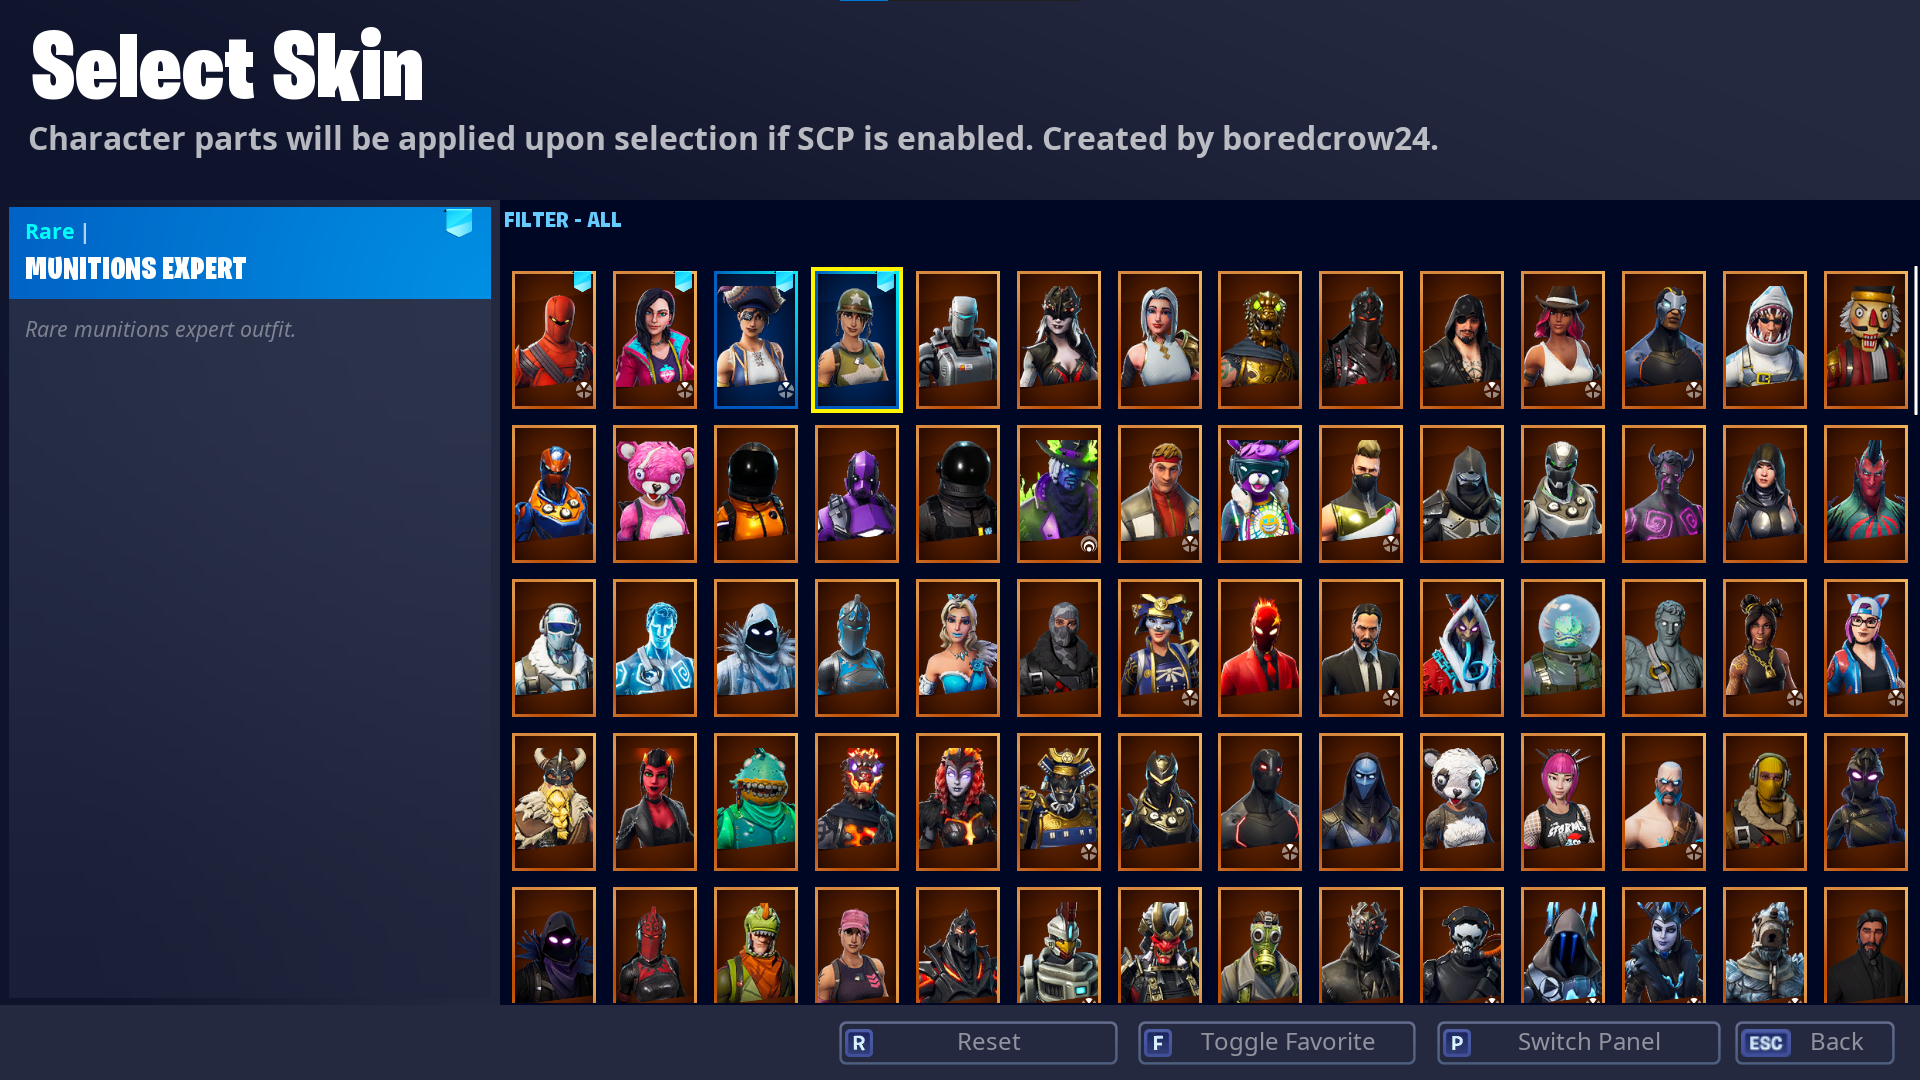 Select Skin
Character parts will be applied upon selection if SCP is enabled. Created by boredcrow24.
Rare |
MUNITIONS EXPERT
Rare munitions expert outfit.
FILTER - ALL
R Reset
F Toggle Favorite
P Switch Panel
ESC Back